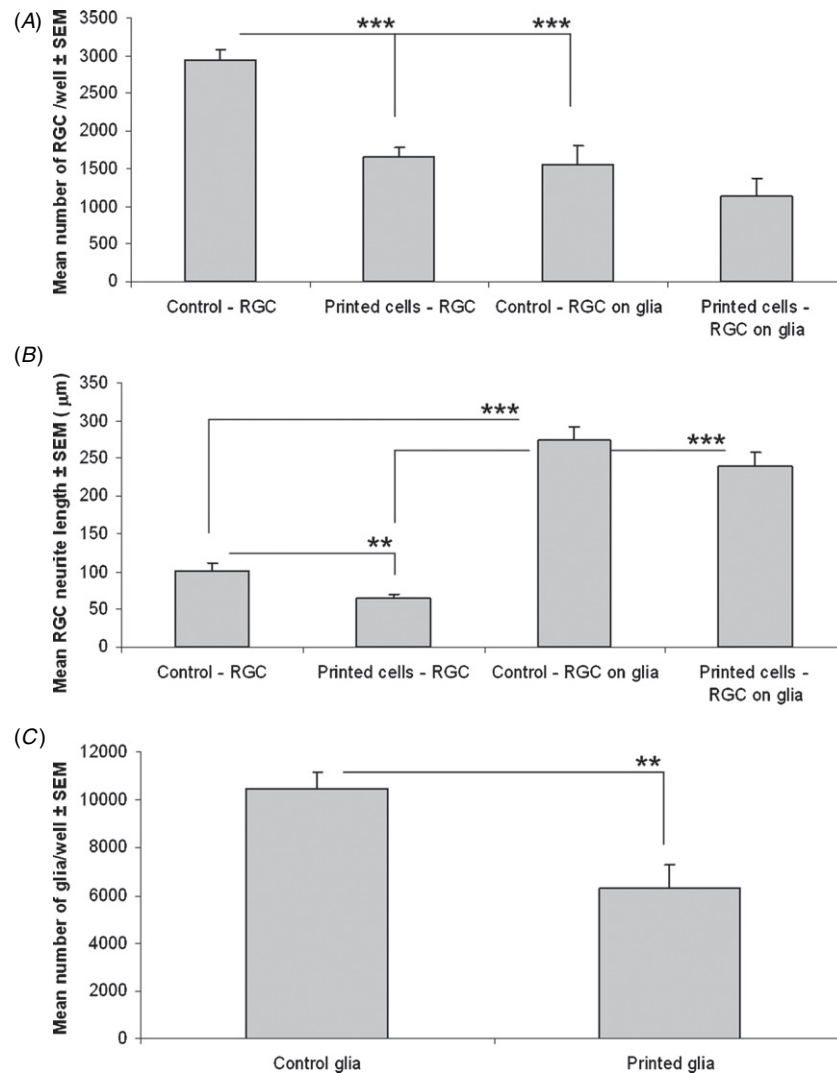 (A)
Mean number of RGC /well ± SEM
3500
3000
2500
2000
1500
1000
500
0
***
***
Control - RGC
Printed cells - RGC
Control - RGC on glia
Printed cells -
RGC on glia
(B)
Mean RGC neurite length ± SEM ( μm)
350
300
250
200
150
100
50
0
***
***
**
Control - RGC
Printed cells - RGC
Control - RGC on glia
Printed cells -
RGC on glia
(C)
Mean number of glia/well ± SEM
12000
10000
8000
6000
4000
2000
0
**
Control glia
Printed glia